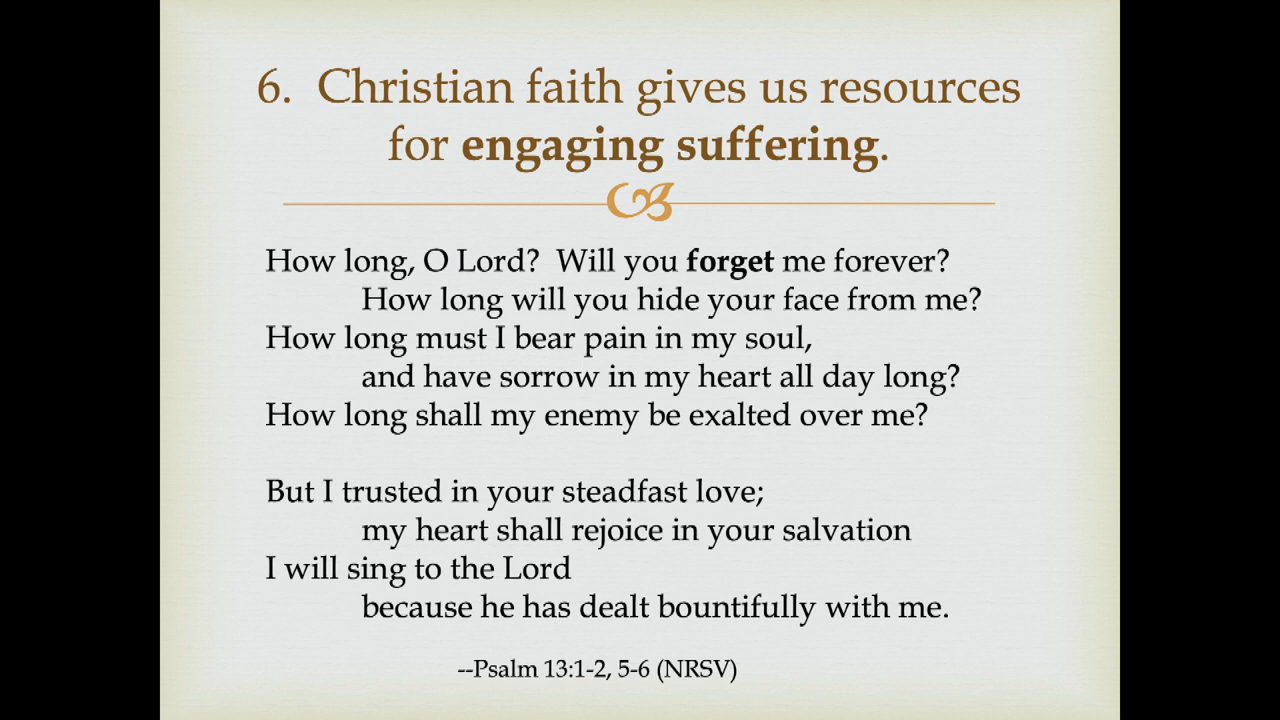 6. Christian faith gives us resources
for engaging suffering.
How long, O Lord? Will you forget me forever?
How long will you hide your face from me?
How long must I bear pain in my soul,
and have sorrow in my heart all day long?
How long shall my enemy be exalted over me?
But I trusted in your steadfast love;
my heart shall rejoice in your salvation
I will sing to the Lord
because he has dealt bountifully with me.
--Psalm 13:1-2, 5-6 (NRSV)